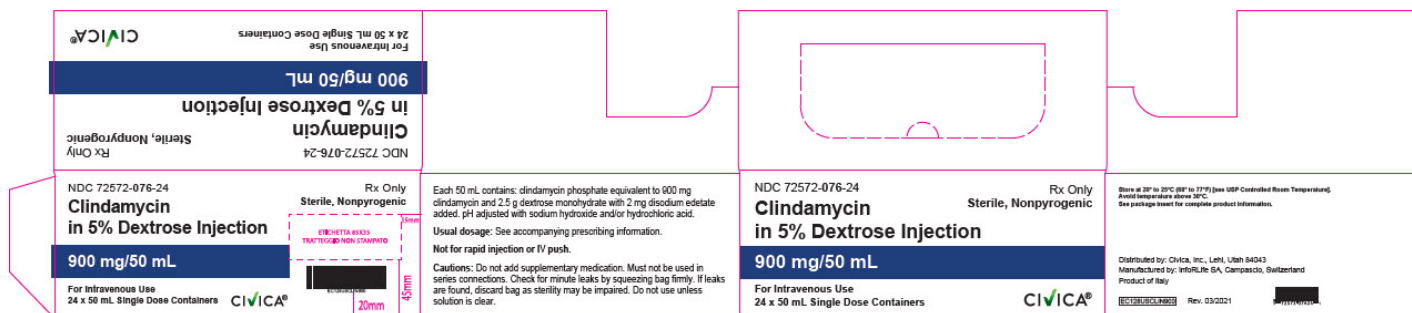 NDC 72572-076-24
Rx Only
Clindamycin
Sterile, Nonpyrogenic
in 5% Dextrose Injection
900 mg/50 mL
For Intravenous Use
24 x 50 mL Single Dose Containers
CIVICA®
NDC 72572-076-24
Rx Only
Sterile, Nonpyrogenic
Clindamycin
in 5% Dextrose Injection
35mm
ETICHETTA 85X35
TRATTEGGIO NON STAMPATO
900 mg/50 mL
EC128USCLIN900
For Intravenous Use
24 x 50 mL Single Dose Containers
CIVICA®
20mm
45mm
Each 50 mL contains: clindamycin phosphate equivalent to 900 mg
clindamycin and 2.5 g dextrose monohydrate with 2 mg disodium edetate
added. pH adjusted with sodium hydroxide and/or hydrochloric acid.
Usual dosage: See accompanying prescribing information.
Not for rapid injection or IV push.
Cautions: Do not add supplementary medication. Must not be used in
series connections. Check for minute leaks by squeezing bag firmly. If leaks
are found, discard bag as sterility may be impaired. Do not use unless
solution is clear.
NDC 72572-076-24
Rx Only
Sterile, Nonpyrogenic
Clindamycin
in 5% Dextrose Injection
900 mg/50 mL
For Intravenous Use
24 x 50 mL Single Dose Containers
CIVICA®
Store at 20° to 25°C (68° to 77°F) [see USP Controlled Room Temperature].
Avoid temperature above 30°C.
See package insert for complete product information.
Distributed by: Civica, Inc., Lehi, Utah 84043
Manufactured by: InfoRLife SA, Campascio, Switzerland
Product of Italy
EC128USCLIN900
Rev. 03/2021